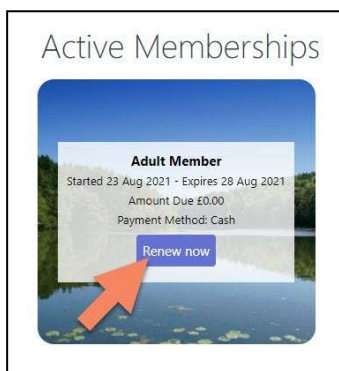 Active Memberships
Adult Member
Started 23 Aug 2021 - Expires 28 Aug 2021
Amount Due £0.00
Payment Method: Cash
Renew now